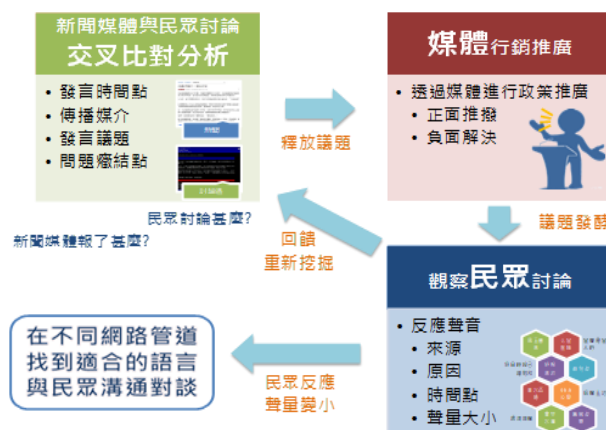 新聞媒體與民眾討論
交叉比對分析
• 發言時間點
• 傳播媒介
• 發言議題
• 問題癥結點
民眾討論甚麼?
新聞媒體報了甚麼?
釋放議題
媒體行銷推廣
• 透過媒體進行政策推廣
• 正面推撥
• 負面解決
議題發酵
回饋
重新挖掘
觀察民眾討論
• 反應聲音
• 來源
• 原因
• 時間點
• 聲量大小
民眾反應
聲量變小
在不同網路管道
找到適合的語言
與民眾溝通對談